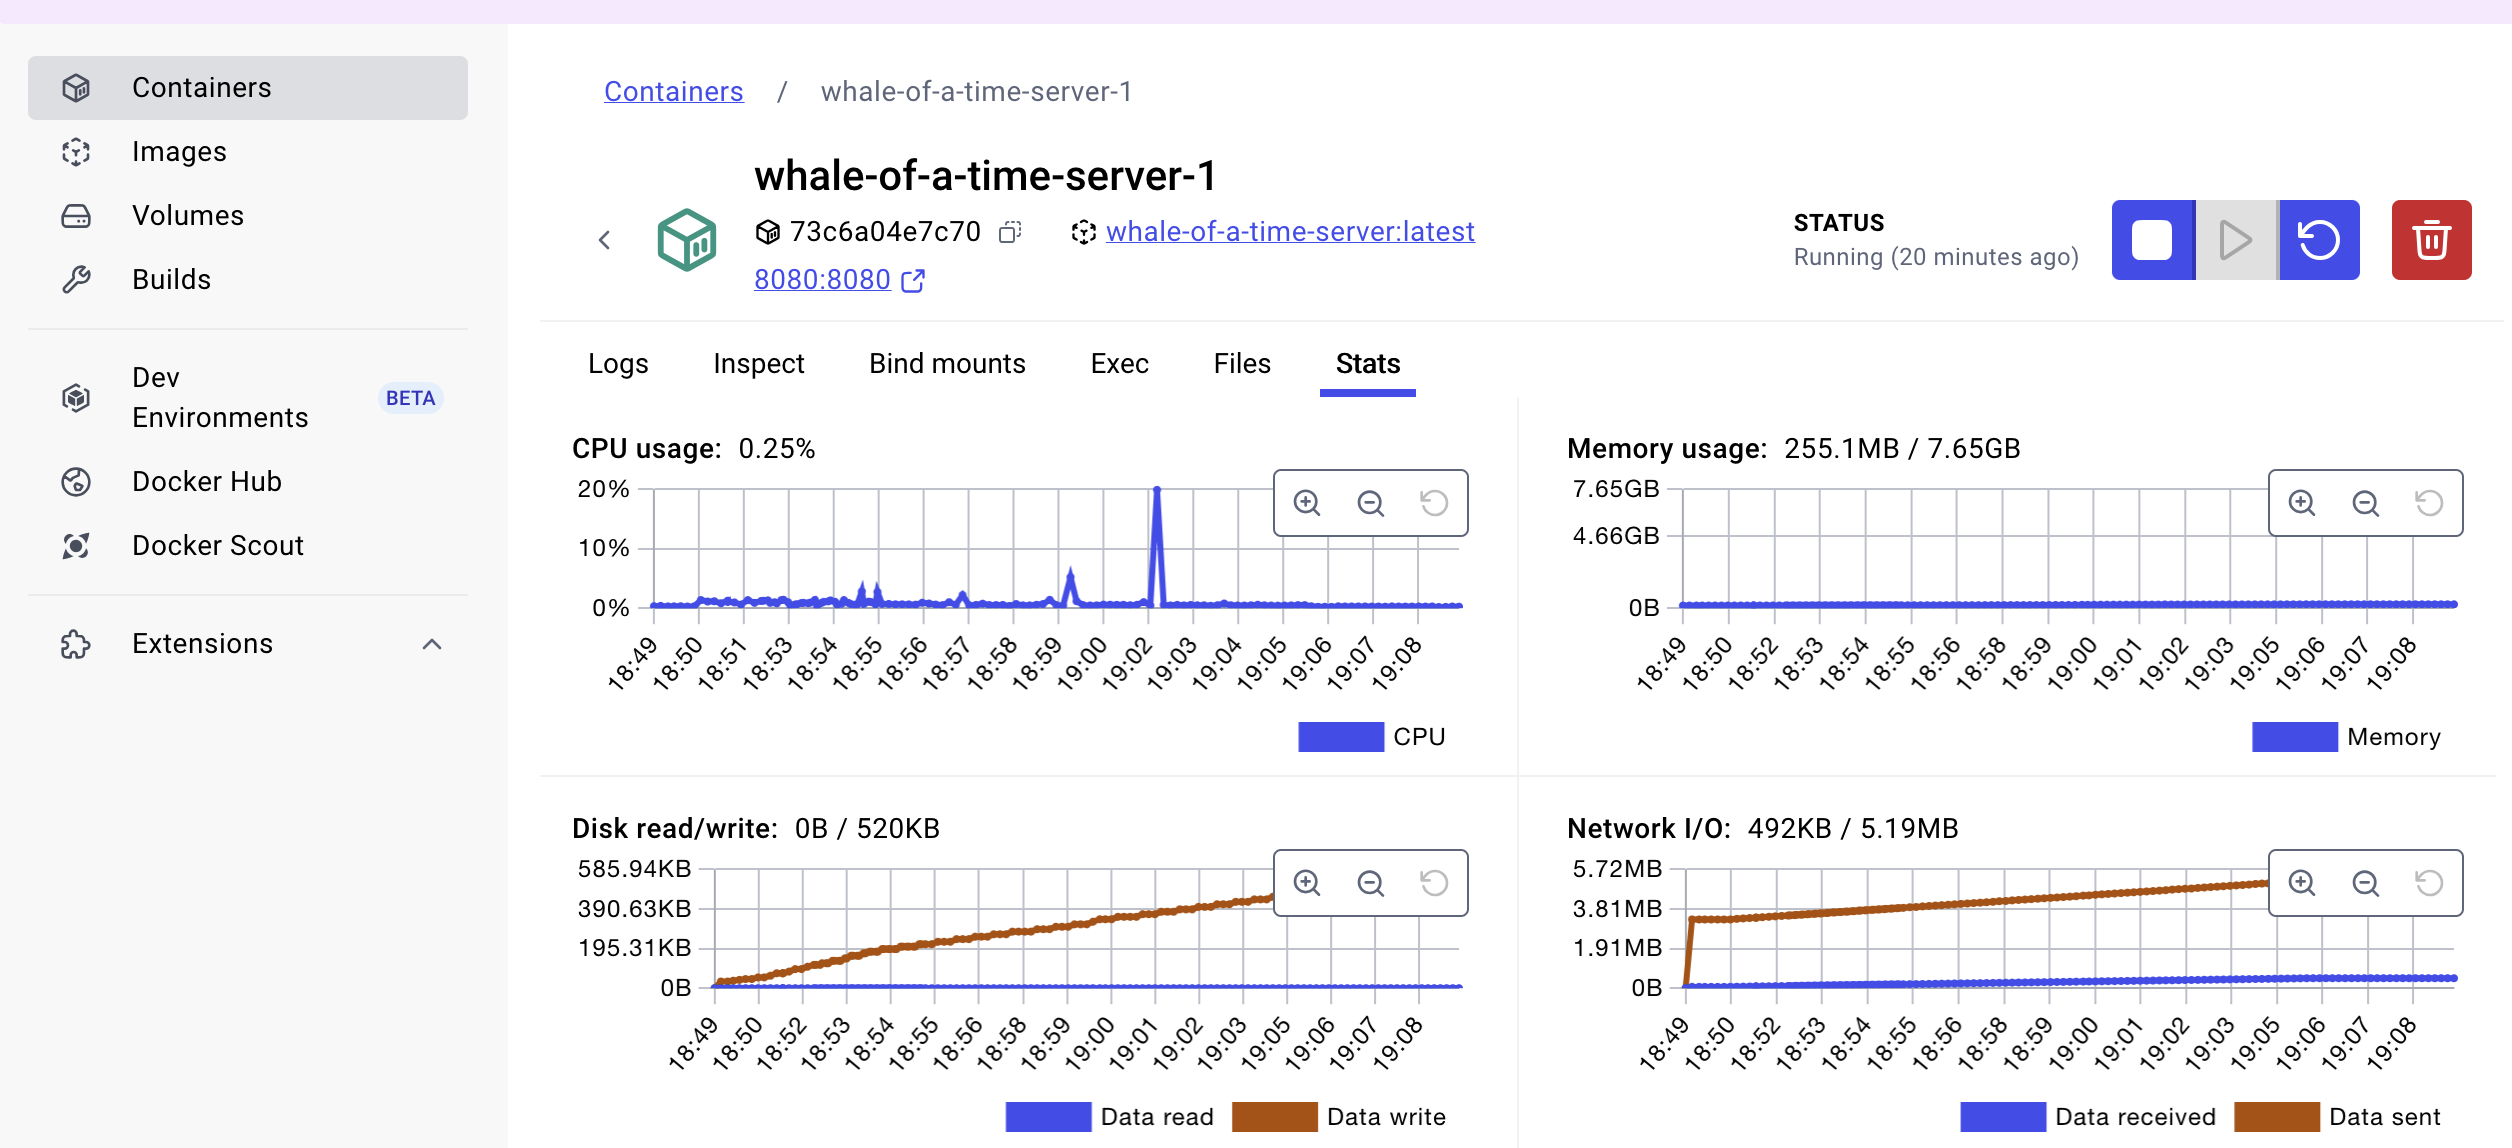 Containers
Images
Volumes
Builds
Dev
Environments
BETA
Docker Hub
Docker Scout
Extensions
Containers / whale-of-a-time-server-1
whale-of-a-time-server-1
73c6a04e7c70 whale-of-a-time-server:latest
8080:8080
STATUS
Running (20 minutes ago)
Logs Inspect Bind mounts Exec Files Stats
CPU usage: 0.25%
20%
10%
0%
18:49 18:50 18:51 18:53 18:54 18:55 18:56 18:57 18:58 18:59 19:00 19:02 19:03 19:04 19:05 19:06 19:07 19:08
CPU
Memory usage: 255.1MB / 7.65GB
7.65GB
4.66GB
0B
18:49 18:50 18:52 18:53 18:54 18:55 18:56 18:58 18:59 19:00 19:01 19:02 19:03 19:05 19:06 19:07 19:08
Memory
Disk read/write: 0B / 520KB
585.94KB
390.63KB
195.31KB
0B
18:49 18:50 18:52 18:53 18:54 18:55 18:56 18:58 18:59 19:00 19:01 19:02 19:03 19:05 19:06 19:07 19:08
Data read Data write
Network I/O: 492KB / 5.19MB
5.72MB
3.81MB
1.91MB
0B
18:49 18:50 18:52 18:53 18:54 18:55 18:56 18:58 18:59 19:00 19:01 19:02 19:03 19:05 19:06 19:07 19:08
Data received Data sent